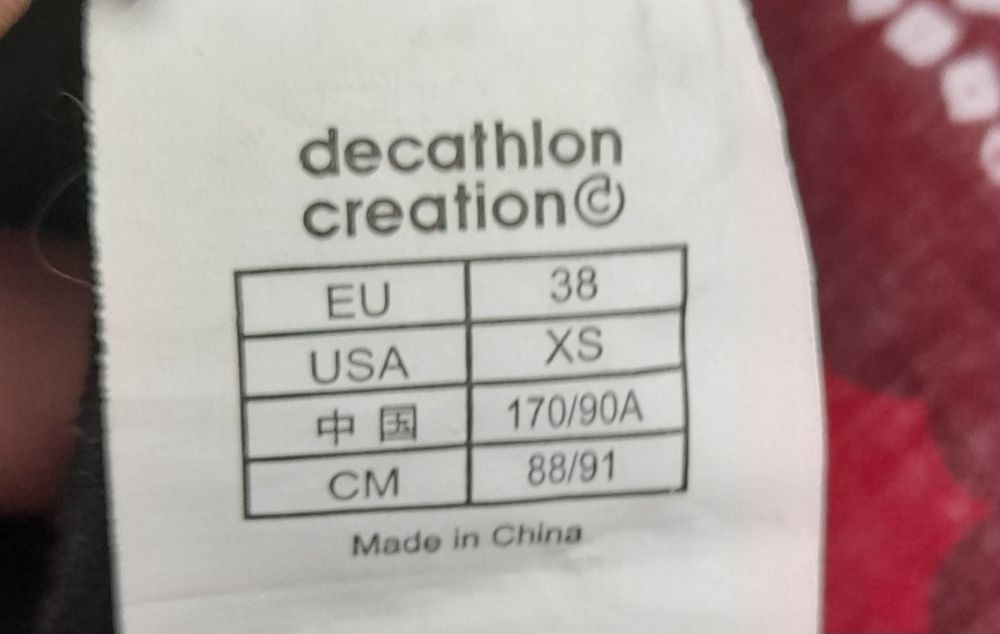 decathlon
creation©
EU 38
USA XS
中国 170/90A
CM 88/91
Made in China